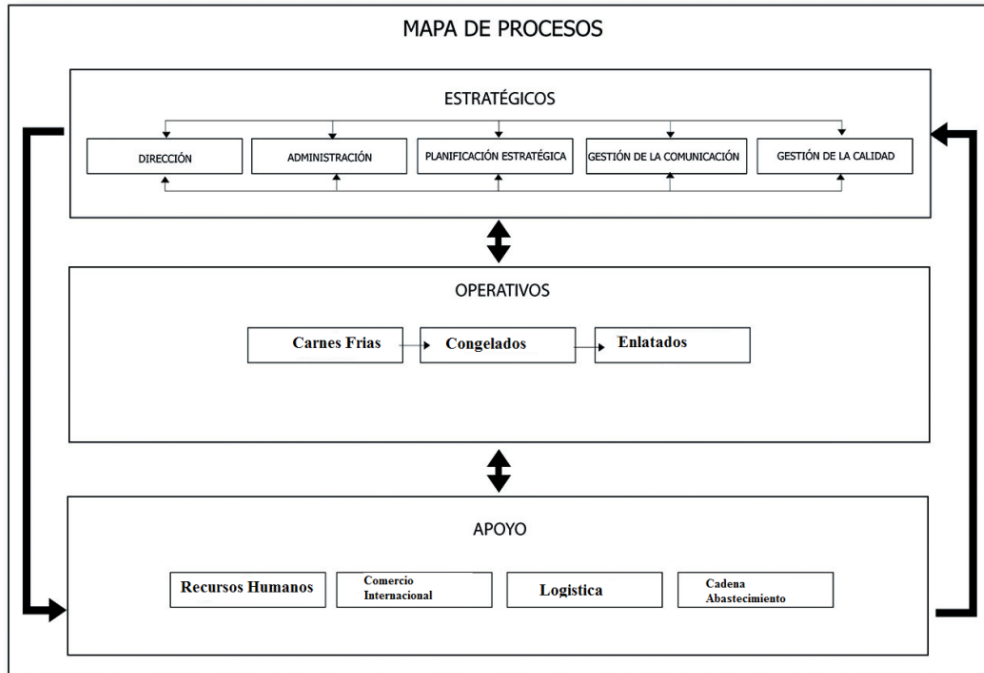 MAPA DE PROCESOS
ESTRATÉGICOS
DIRECCIÓN
ADMINISTRACIÓN
PLANIFICACIÓN ESTRATÉGICA
GESTIÓN DE LA COMUNICACIÓN
GESTIÓN DE LA CALIDAD
OPERATIVOS
Carnes Frias
Congelados
Enlatados
APOYO
Recursos Humanos
Comercio
Internacional
Logistica
Cadena
Abastecimiento